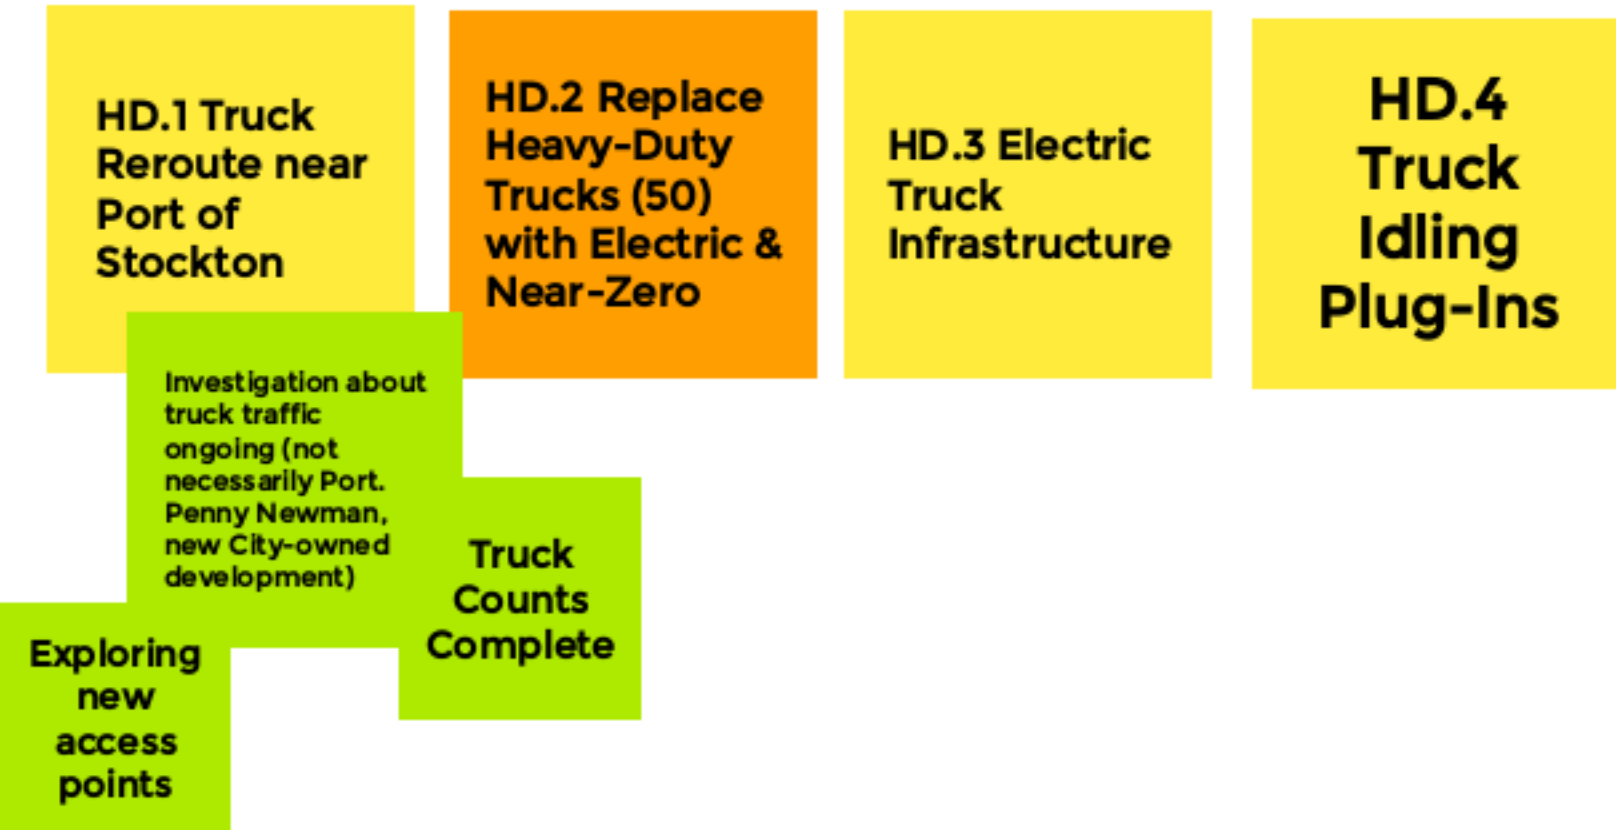 HD.1 Truck
Reroute near
Port of
Stockton
HD.2 Replace
Heavy-Duty
Trucks (50)
with Electric &
Near-Zero
HD.3 Electric
Truck
Infrastructure
HD.4
Truck
Idling
Plug-Ins
Investigation about
truck traffic
ongoing (not
necessarily Port.
Penny Newman,
new City-owned
development)
Truck
Counts
Complete
Exploring
new
access
points